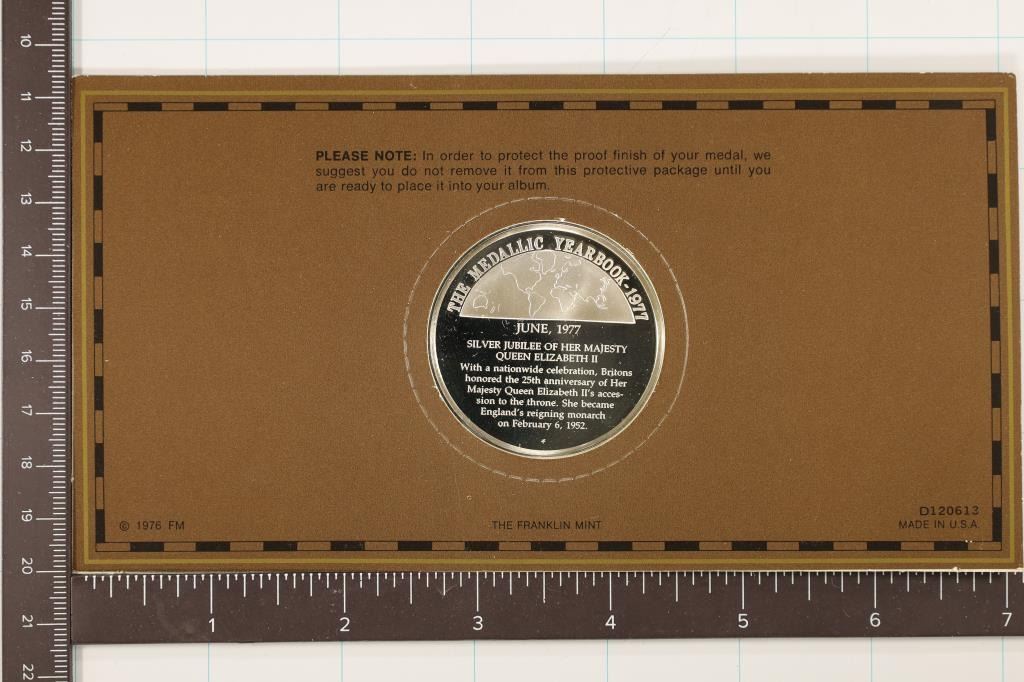 PLEASE NOTE: In order to protect the proof finish of your medal, we
suggest you do not remove it from this protective package until you
are ready to place it into your album.
THE MEDALLIC YEARBOOK-1977
JUNE, 1977
SILVER JUBILEE OF HER MAJESTY
QUEEN ELIZABETH II
With a nationwide celebration, Britons
honored the 25th anniversary of Her
Majesty Queen Elizabeth II's acces-
sion to the throne. She became
England's reigning monarch
on February 6, 1952.
© 1976 FM
THE FRANKLIN MINT
D120613
MADE IN U.S.A.
10
11
12
13
14
15
16
17
18
19
20
21
22
1 2 3 4 5 6 7